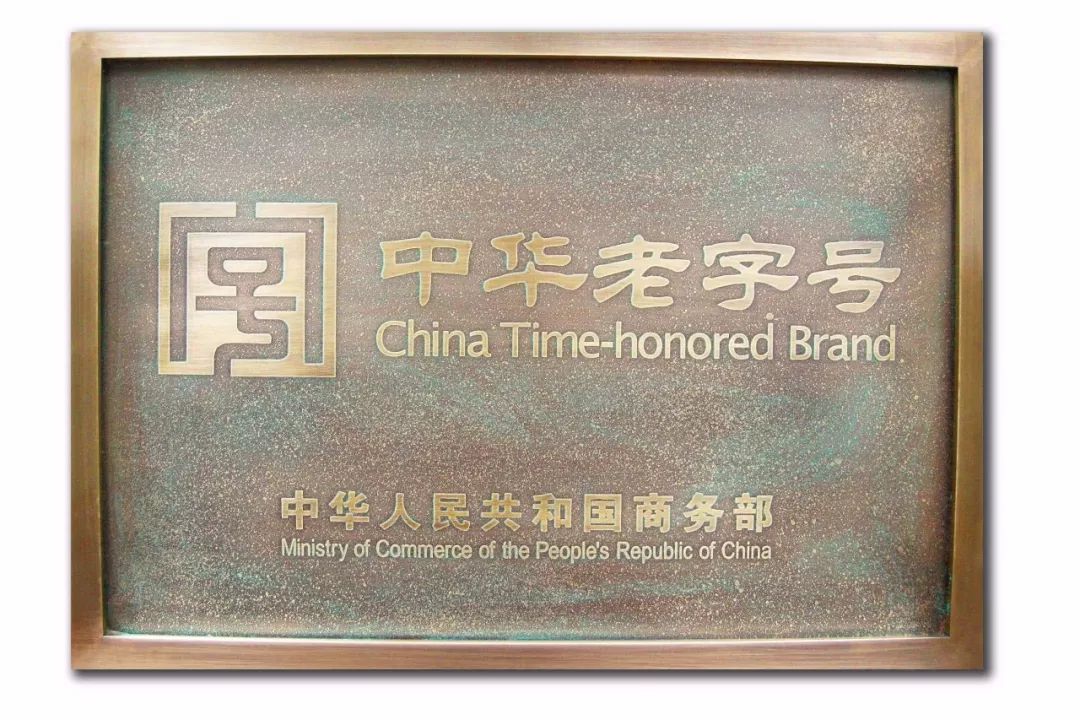 中华老字号
China Time-honored Brand
中华人民共和国商务部
Ministry of Commerce of the People's Republic of China